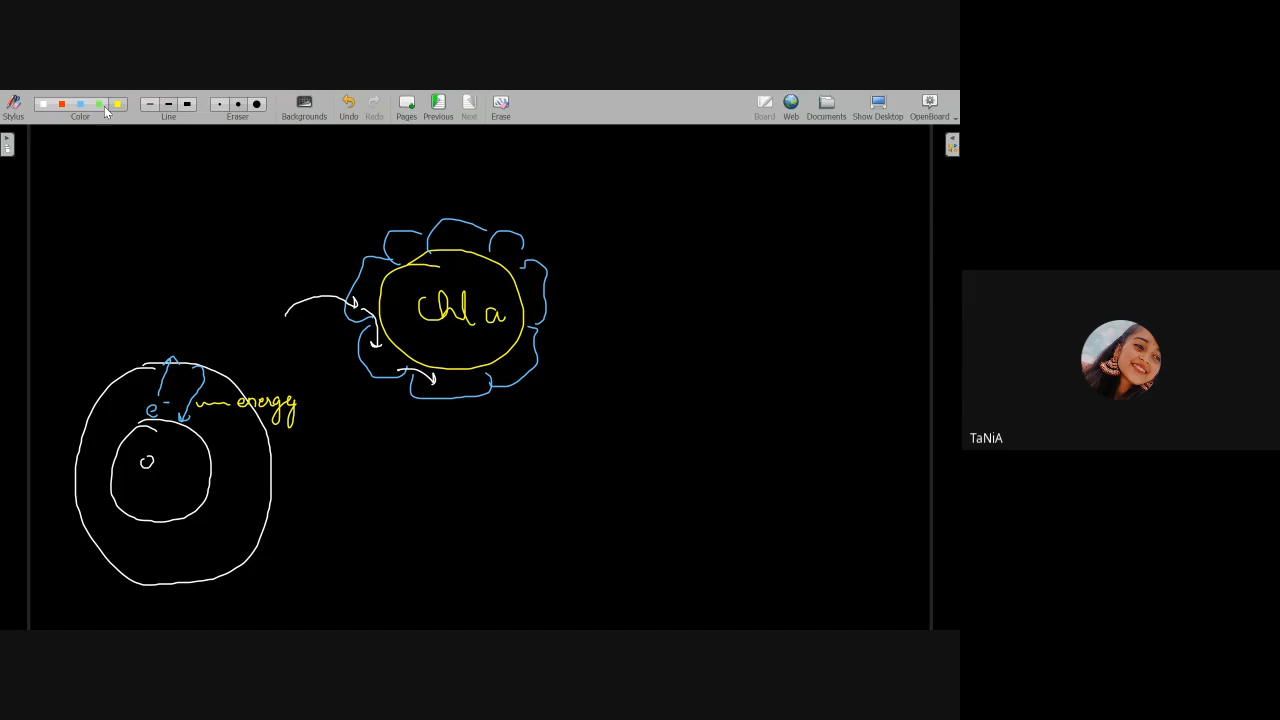 Stylus Color Line Eraser Backgrounds Undo Redo Pages Previous Next Erase Board Web Documents Show Desktop OpenBoard
Chl a
e- energy
TaNiA